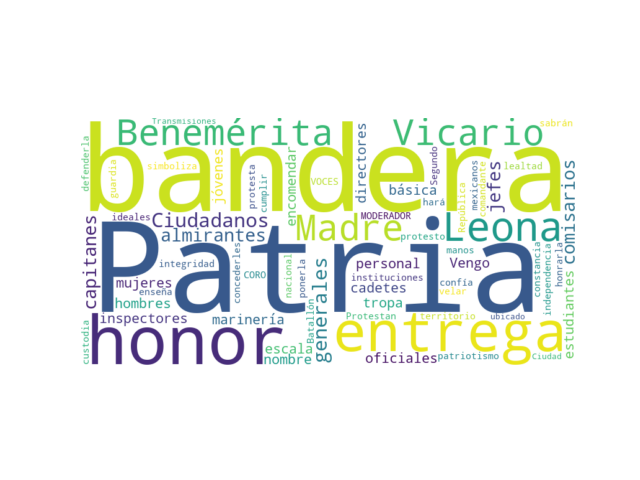 Transmisiones
sabrán
Benemérita Vicario
bandera
defenderla
guardia
simboliza
jóvenes
protesta
cumplir
encomendar
VOCES
directores
básica
hará
Segundo
República
mexicanos
comandante
jefes
lealtad
comisarios
ideales Ciudadanos
almirantes
Madre
MODERADOR
protesto
Leona
capitanes
Patria
integridad
mujeres
enseña
hombres
inspectores
concederles
CORO
marinería
nacional
ponerla
Batallón
generales
personal
instituciones
cadetes
tropa
manos
Vengo
confía
velar
constancia
independencia
honrarla
estudiantes
Protestan
territorio
ubicado
custodia
honor
escala
nombre
entrega
oficiales
patriotismo
Ciudad